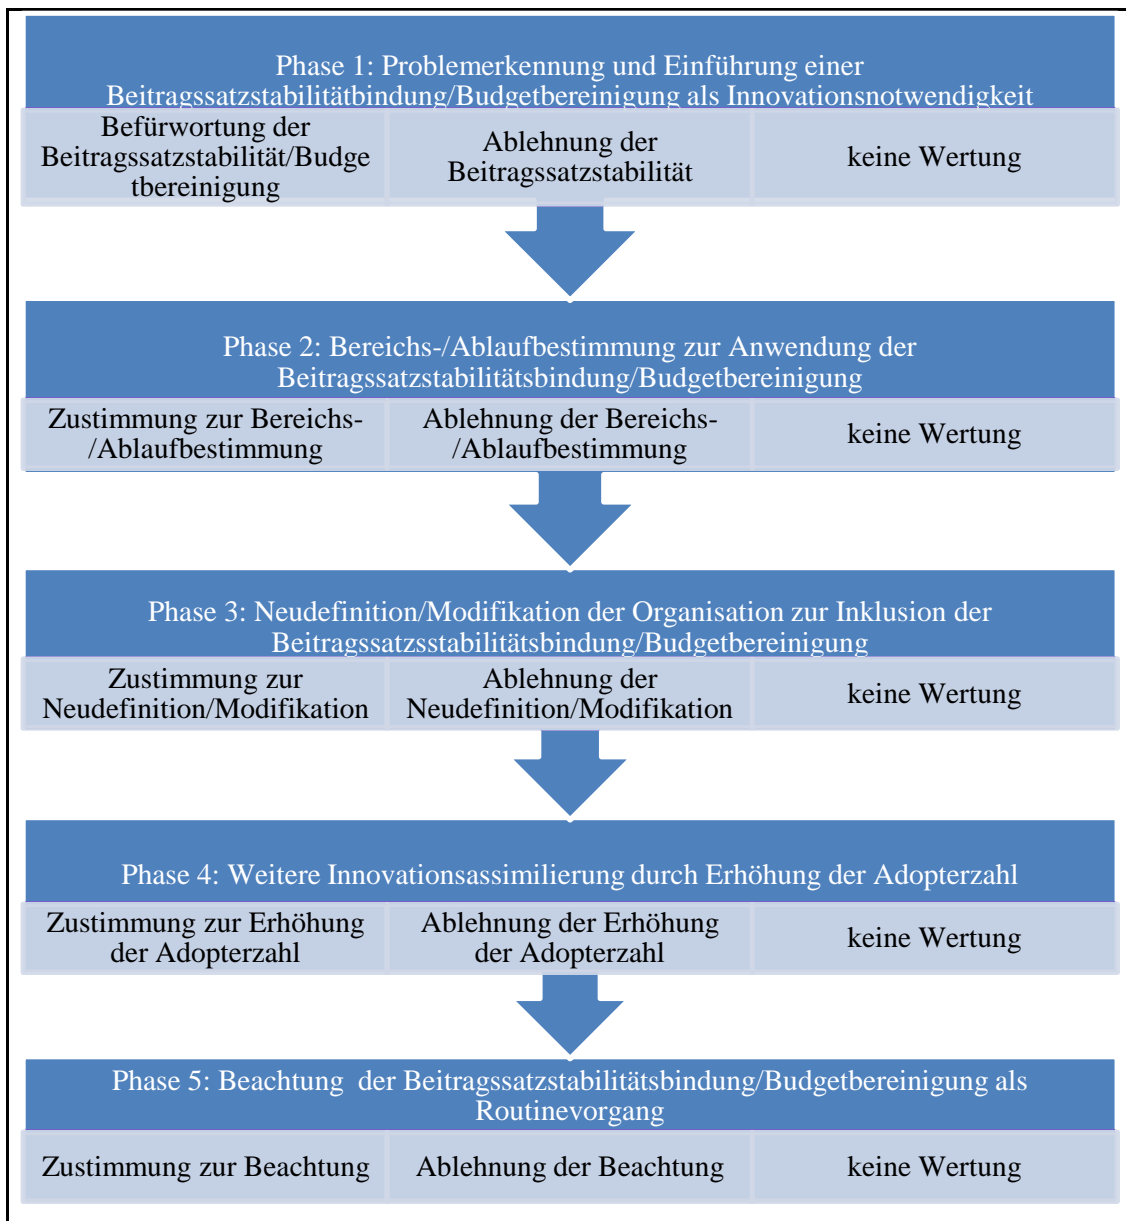 Phase 1: Problemerkennung und Einführung einer
Beitragssatzstabilitätbindung/Budgetbereinigung als Innovationsnotwendigkeit
Befürwortung der
Beitragssatzstabilität/Budge
tbereinigung
Ablehnung der
Beitragssatzstabilität
keine Wertung
Phase 2: Bereichs-/Ablaufbestimmung zur Anwendung der
Beitragssatzstabilitätsbindung/Budgetbereinigung
Zustimmung zur Bereichs-
/Ablaufbestimmung
Ablehnung der Bereichs-
/Ablaufbestimmung
keine Wertung
Phase 3: Neudefinition/Modifikation der Organisation zur Inklusion der
Beitragssatzsstabilitätsbindung/Budgetbereinigung
Zustimmung zur
Neudefinition/Modifikation
Ablehnung der
Neudefinition/Modifikation
keine Wertung
Phase 4: Weitere Innovationsassimilierung durch Erhöhung der Adopterzahl
Zustimmung zur Erhöhung
der Adopterzahl
Ablehnung der Erhöhung
der Adopterzahl
keine Wertung
Phase 5: Beachtung  der Beitragssatzstabilitätsbindung/Budgetbereinigung als
Routinevorgang
Zustimmung zur Beachtung
Ablehnung der Beachtung
keine Wertung